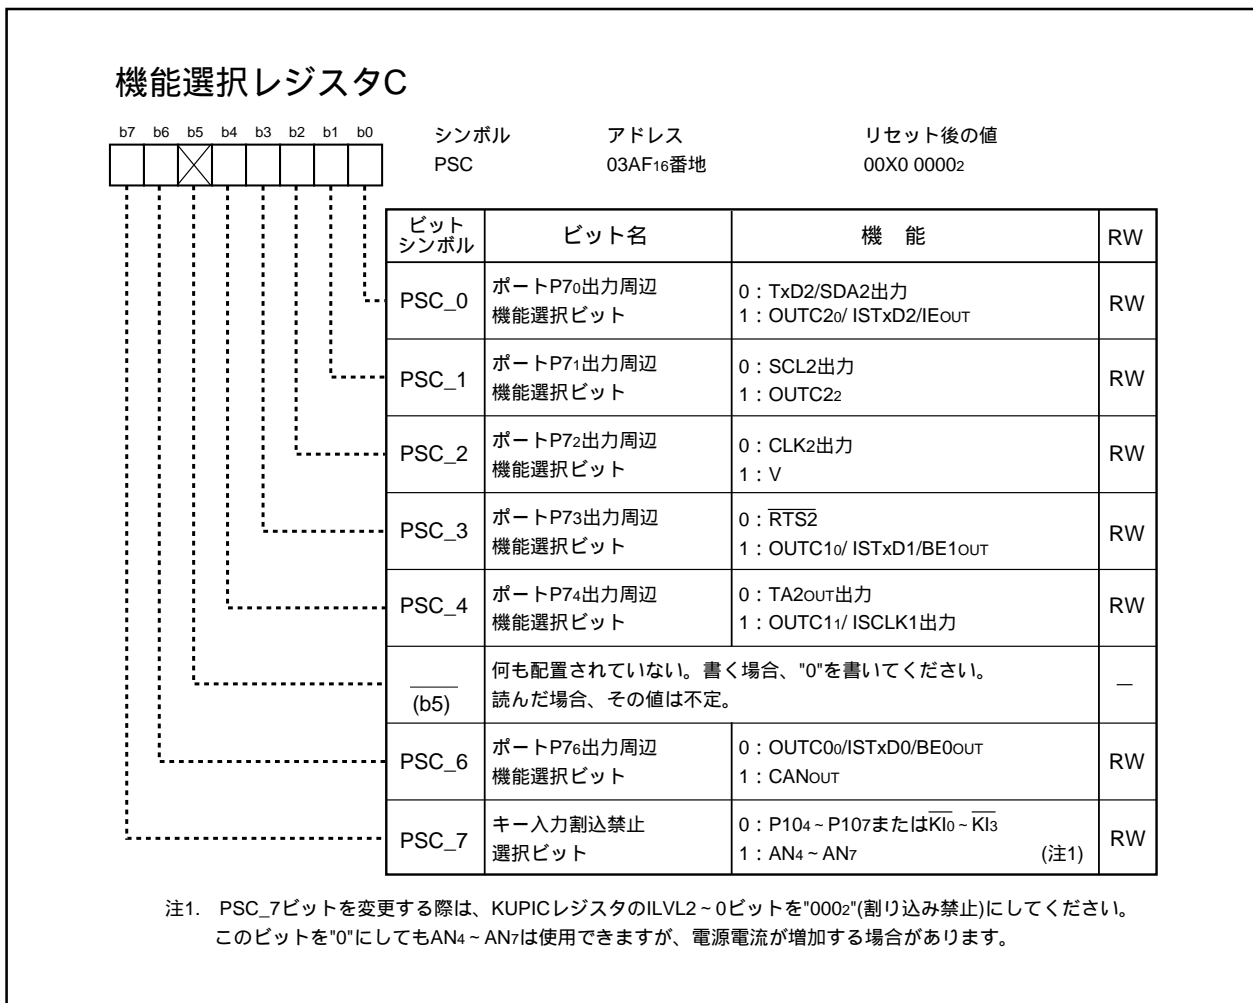 機能選択レジスタC
b7 b6 b5 b4 b3 b2 b1 b0
シンボル アドレス リセット後の値
PSC 03AF16番地 00X0 00002
ビット
シンボル ビット名 機 能 RW
PSC_0 ポートP70出力周辺
機能選択ビット 0：TxD2/SDA2出力
1：OUTC20/ ISTxD2/IEOUT RW
PSC_1 ポートP71出力周辺
機能選択ビット 0：SCL2出力
1：OUTC22 RW
PSC_2 ポートP72出力周辺
機能選択ビット 0：CLK2出力
1：V RW
PSC_3 ポートP73出力周辺
機能選択ビット 0：RTS2
1：OUTC10/ ISTxD1/BE1OUT RW
PSC_4 ポートP74出力周辺
機能選択ビット 0：TA2OUT出力
1：OUTC11/ ISCLK1出力 RW
(b5) 何も配置されていない。書く場合、"0"を書いてください。
読んだ場合、その値は不定。 —
PSC_6 ポートP76出力周辺
機能選択ビット 0：OUTC00/ISTxD0/BE0OUT
1：CANOUT RW
PSC_7 キー入力割込禁止
選択ビット 0：P104～P107またはKI0～KI3
1：AN4～AN7 (注1) RW
注1. PSC_7ビットを変更する際は、KUPICレジスタのILVL2～0ビットを"0002"(割り込み禁止)にしてください。
このビットを"0"にしてもAN4～AN7は使用できますが、電源電流が増加する場合があります。